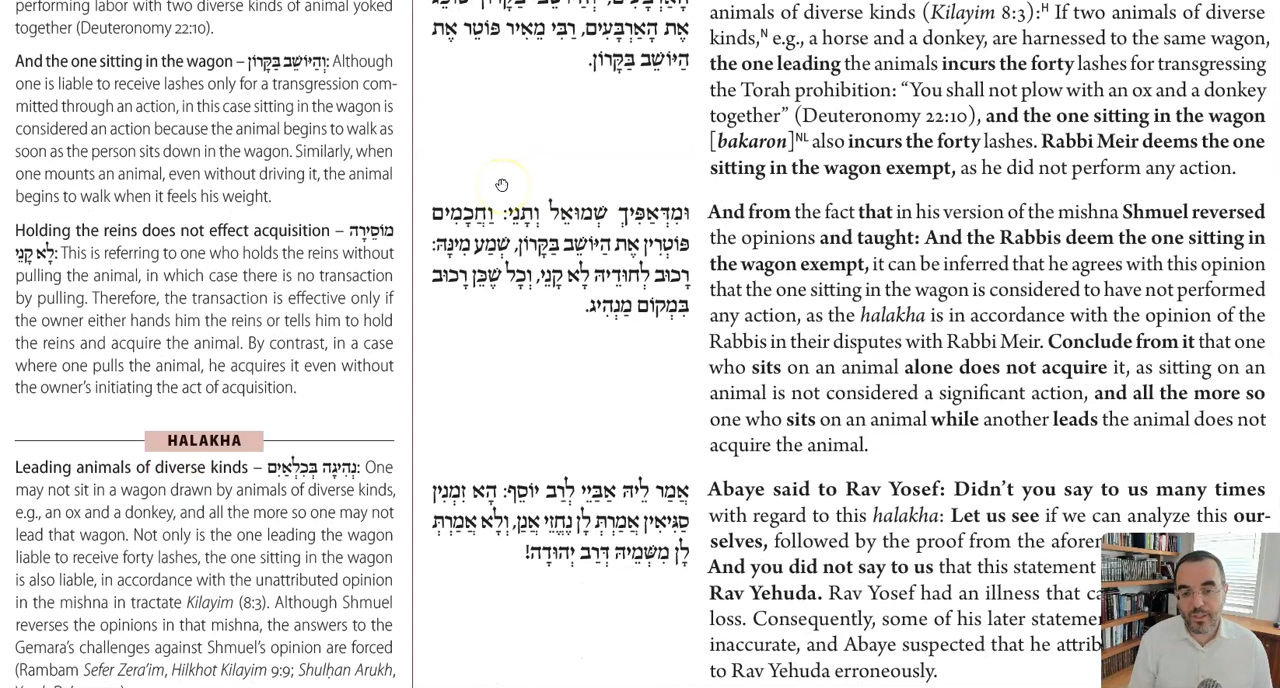 performing labor with two diverse kinds of animal yoked
together (Deuteronomy 22:10).
And the one sitting in the wagon – וְהַיּוֹשֵׁב בַּקָּרוֹן: Although
one is liable to receive lashes only for a transgression com-
mitted through an action, in this case sitting in the wagon is
considered an action because the animal begins to walk as
soon as the person sits down in the wagon. Similarly, when
one mounts an animal, even without driving it, the animal
begins to walk when it feels his weight.
Holding the reins does not effect acquisition – מוֹסֵירָה
לָא קָנֵי: This is referring to one who holds the reins without
pulling the animal, in which case there is no transaction
by pulling. Therefore, the transaction is effective only if
the owner either hands him the reins or tells him to hold
the reins and acquire the animal. By contrast, in a case
where one pulls the animal, he acquires it even without
the owner's initiating the act of acquisition.
HALAKHA
Leading animals of diverse kinds – נְהִיגָה בְּכִלְאַיִם: One
may not sit in a wagon drawn by animals of diverse kinds,
e.g., an ox and a donkey, and all the more so one may not
lead that wagon. Not only is the one leading the wagon
liable to receive forty lashes, the one sitting in the wagon
is also liable, in accordance with the unattributed opinion
in the mishna in tractate Kilayim (8:3). Although Shmuel
reverses the opinions in that mishna, the answers to the
Gemara's challenges against Shmuel's opinion are forced
(Rambam Sefer Zera'im, Hilkhot Kilayim 9:9; Shulḥan Arukh,
אֶת הָאַרְבָּעִים, רַבִּי מֵאִיר פּוֹטֵר אֶת
הַיּוֹשֵׁב בַּקָּרוֹן.
וּמִדְּאַפֵּיךְ שְׁמוּאֵל וְתָנֵי: וַחֲכָמִים
פּוֹטְרִין אֶת הַיּוֹשֵׁב בַּקָּרוֹן, שְׁמַע מִינַּהּ:
רָכוּב לְחוּדֵיהּ לָא קָנֵי, וְכׇל שֶׁכֵּן רָכוּב
בִּמְקוֹם מַנְהִיג.
אֲמַר לֵיהּ אַבָּיֵי לְרַב יוֹסֵף: הָא זִמְנִין
סַגִּיאִין אֲמַרְתְּ לַן נֶחֱזֵי אֲנַן, וְלָא אֲמַרְתְּ
לַן מִשְּׁמֵיהּ דְּרַב יְהוּדָה!
animals of diverse kinds (Kilayim 8:3):ᴴ If two animals of diverse
kinds,ᴺ e.g., a horse and a donkey, are harnessed to the same wagon,
the one leading the animals incurs the forty lashes for transgressing
the Torah prohibition: "You shall not plow with an ox and a donkey
together" (Deuteronomy 22:10), and the one sitting in the wagon
[bakaron]ᴺᴸ also incurs the forty lashes. Rabbi Meir deems the one
sitting in the wagon exempt, as he did not perform any action.
And from the fact that in his version of the mishna Shmuel reversed
the opinions and taught: And the Rabbis deem the one sitting in
the wagon exempt, it can be inferred that he agrees with this opinion
that the one sitting in the wagon is considered to have not performed
any action, as the halakha is in accordance with the opinion of the
Rabbis in their disputes with Rabbi Meir. Conclude from it that one
who sits on an animal alone does not acquire it, as sitting on an
animal is not considered a significant action, and all the more so
one who sits on an animal while another leads the animal does not
acquire the animal.
Abaye said to Rav Yosef: Didn't you say to us many times
with regard to this halakha: Let us see if we can analyze this our-
selves, followed by the proof from the
And you did not say to us that this statement
Rav Yehuda. Rav Yosef had an illness that
loss. Consequently, some of his later
inaccurate, and Abaye suspected that he
to Rav Yehuda erroneously.